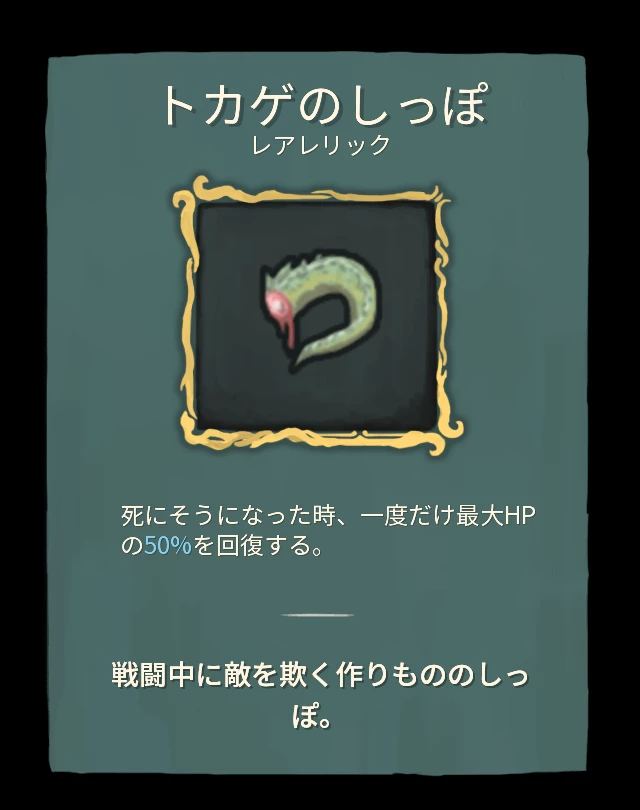 トカゲのしっぽ
レアレリック
死にそうになった時、一度だけ最大HP
の50%を回復する。
戦闘中に敵を欺く作りもののしっ
ぽ。